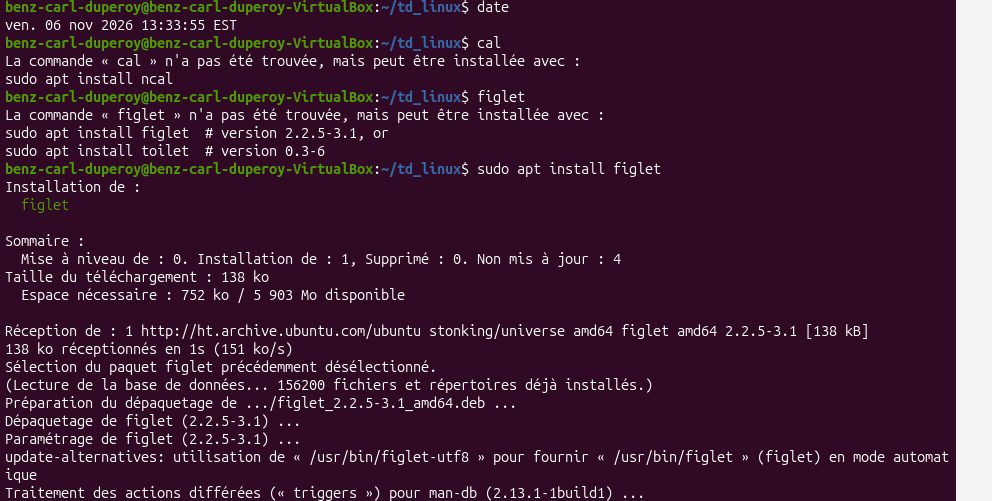 benz-carl-duperoy@benz-carl-duperoy-VirtualBox:~/td_linux$ date
ven. 06 nov 2026 13:33:55 EST
benz-carl-duperoy@benz-carl-duperoy-VirtualBox:~/td_linux$ cal
La commande « cal » n'a pas été trouvée, mais peut être installée avec :
sudo apt install ncal
benz-carl-duperoy@benz-carl-duperoy-VirtualBox:~/td_linux$ figlet
La commande « figlet » n'a pas été trouvée, mais peut être installée avec :
sudo apt install figlet  # version 2.2.5-3.1, or
sudo apt install toilet  # version 0.3-6
benz-carl-duperoy@benz-carl-duperoy-VirtualBox:~/td_linux$ sudo apt install figlet
Installation de :
  figlet

Sommaire :
  Mise à niveau de : 0. Installation de : 1, Supprimé : 0. Non mis à jour : 4
Taille du téléchargement : 138 ko
  Espace nécessaire : 752 ko / 5 903 Mo disponible

Réception de : 1 http://ht.archive.ubuntu.com/ubuntu stonking/universe amd64 figlet amd64 2.2.5-3.1 [138 kB]
138 ko réceptionnés en 1s (151 ko/s)
Sélection du paquet figlet précédemment désélectionné.
(Lecture de la base de données... 156200 fichiers et répertoires déjà installés.)
Préparation du dépaquetage de .../figlet_2.2.5-3.1_amd64.deb ...
Dépaquetage de figlet (2.2.5-3.1) ...
Paramétrage de figlet (2.2.5-3.1) ...
update-alternatives: utilisation de « /usr/bin/figlet-utf8 » pour fournir « /usr/bin/figlet » (figlet) en mode automat
ique
Traitement des actions différées (« triggers ») pour man-db (2.13.1-1build1) ...